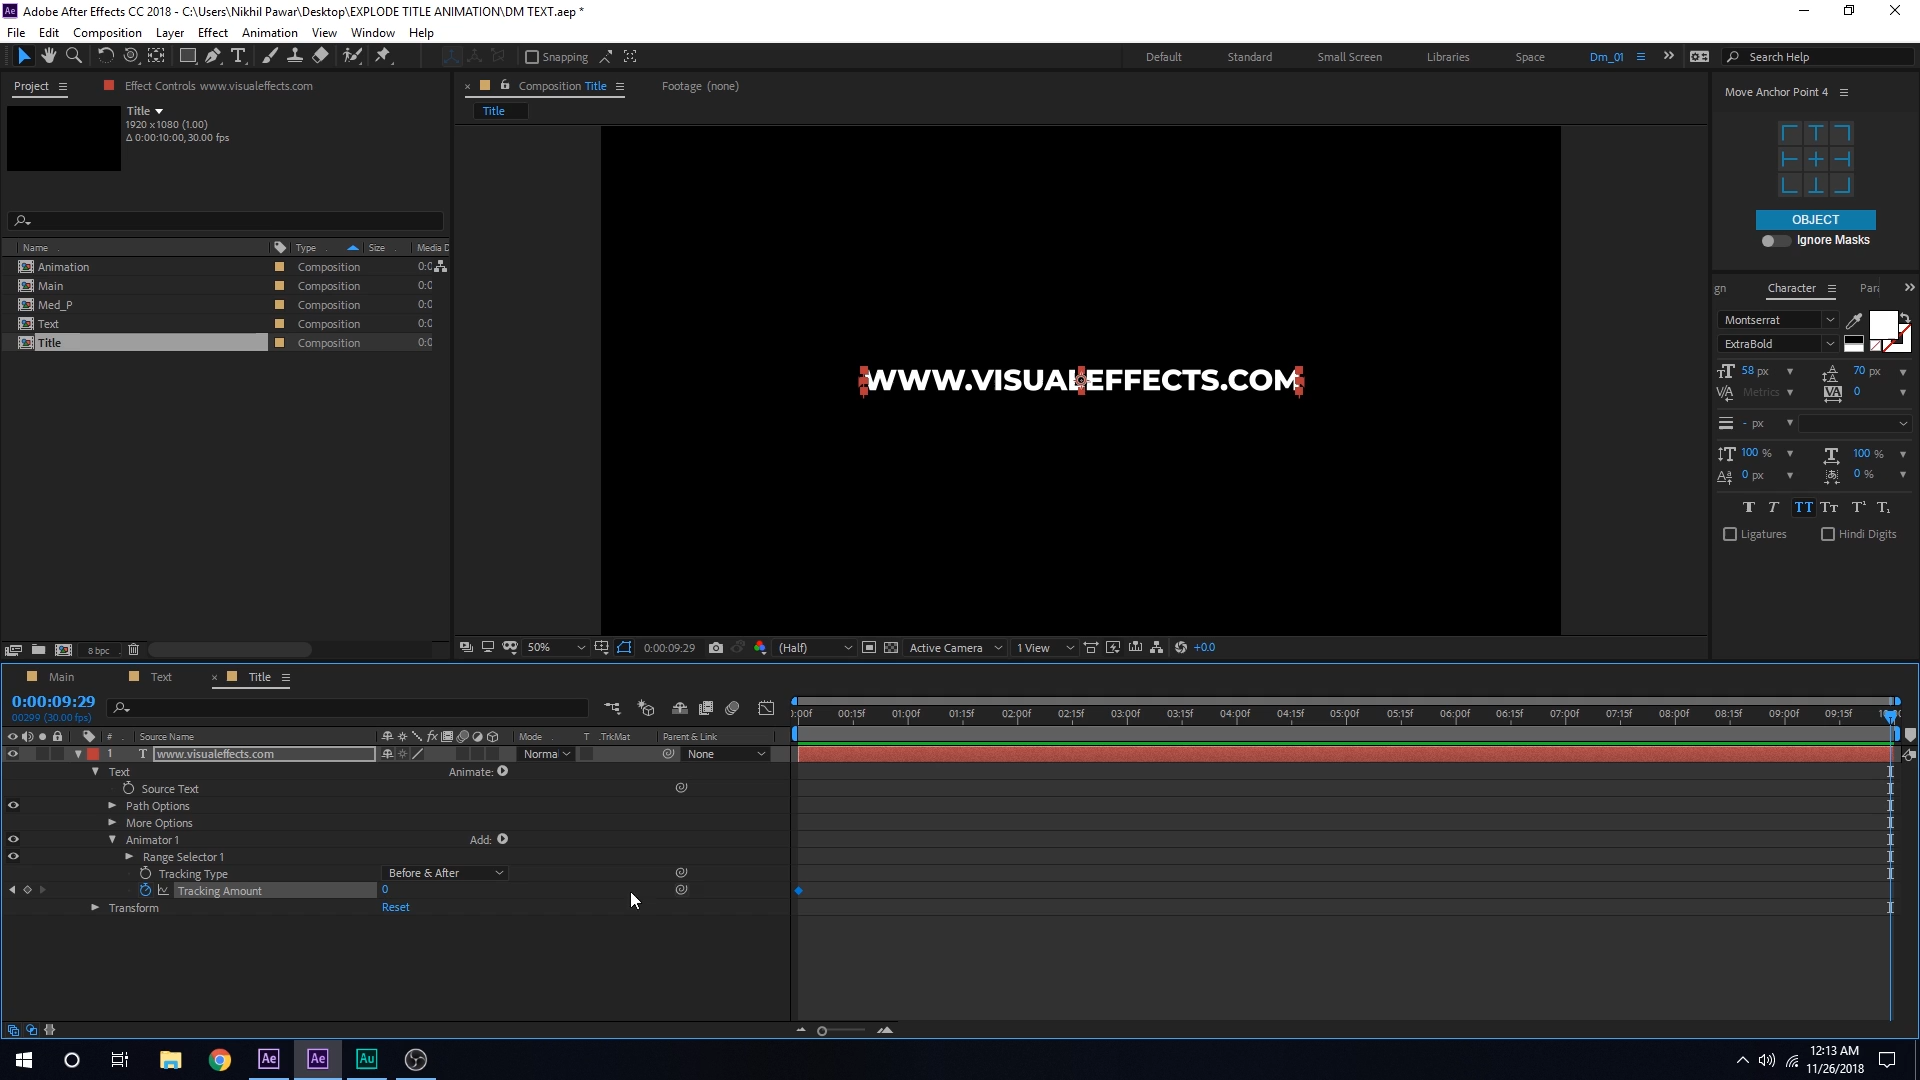 Ae Adobe After Effects CC 2018 - C:\Users\Nikhil Pawar\Desktop\EXPLODE TITLE ANIMATION\DM TEXT.aep *
File Edit Composition Layer Effect Animation View Window Help
Snapping Default Standard Small Screen Libraries Space Dm_01 Search Help
Project Effect Controls www.visualeffects.com Composition Title Footage (none) Move Anchor Point 4
Title
1920 x 1080 (1.00)
Δ 0:00:10:00, 30.00 fps
Title
OBJECT
Ignore Masks
Name Type Size Media D
Animation Composition 0:0
Main Composition 0:0
Med_P Composition 0:0
Text Composition 0:0
Title Composition 0:0
gn Character Para
Montserrat
ExtraBold
58 px 70 px
Metrics 0
- px
100 % 100 %
0 px 0 %
Ligatures Hindi Digits
WWW.VISUALEFFECTS.COM
8 bpc 50% 0:00:09:29 (Half) Active Camera 1 View +0.0
Main Text Title
0:00:09:29
00299 (30.00 fps)
):00f 00:15f 01:00f 01:15f 02:00f 02:15f 03:00f 03:15f 04:00f 04:15f 05:00f 05:15f 06:00f 06:15f 07:00f 07:15f 08:00f 08:15f 09:00f 09:15f
# Source Name Mode T .TrkMat Parent & Link
1 T www.visualeffects.com Norma None
Text Animate:
Source Text
Path Options
More Options
Animator 1 Add:
Range Selector 1
Tracking Type Before & After
Tracking Amount 0
Transform Reset
Ae Ae Au
12:13 AM
11/26/2018